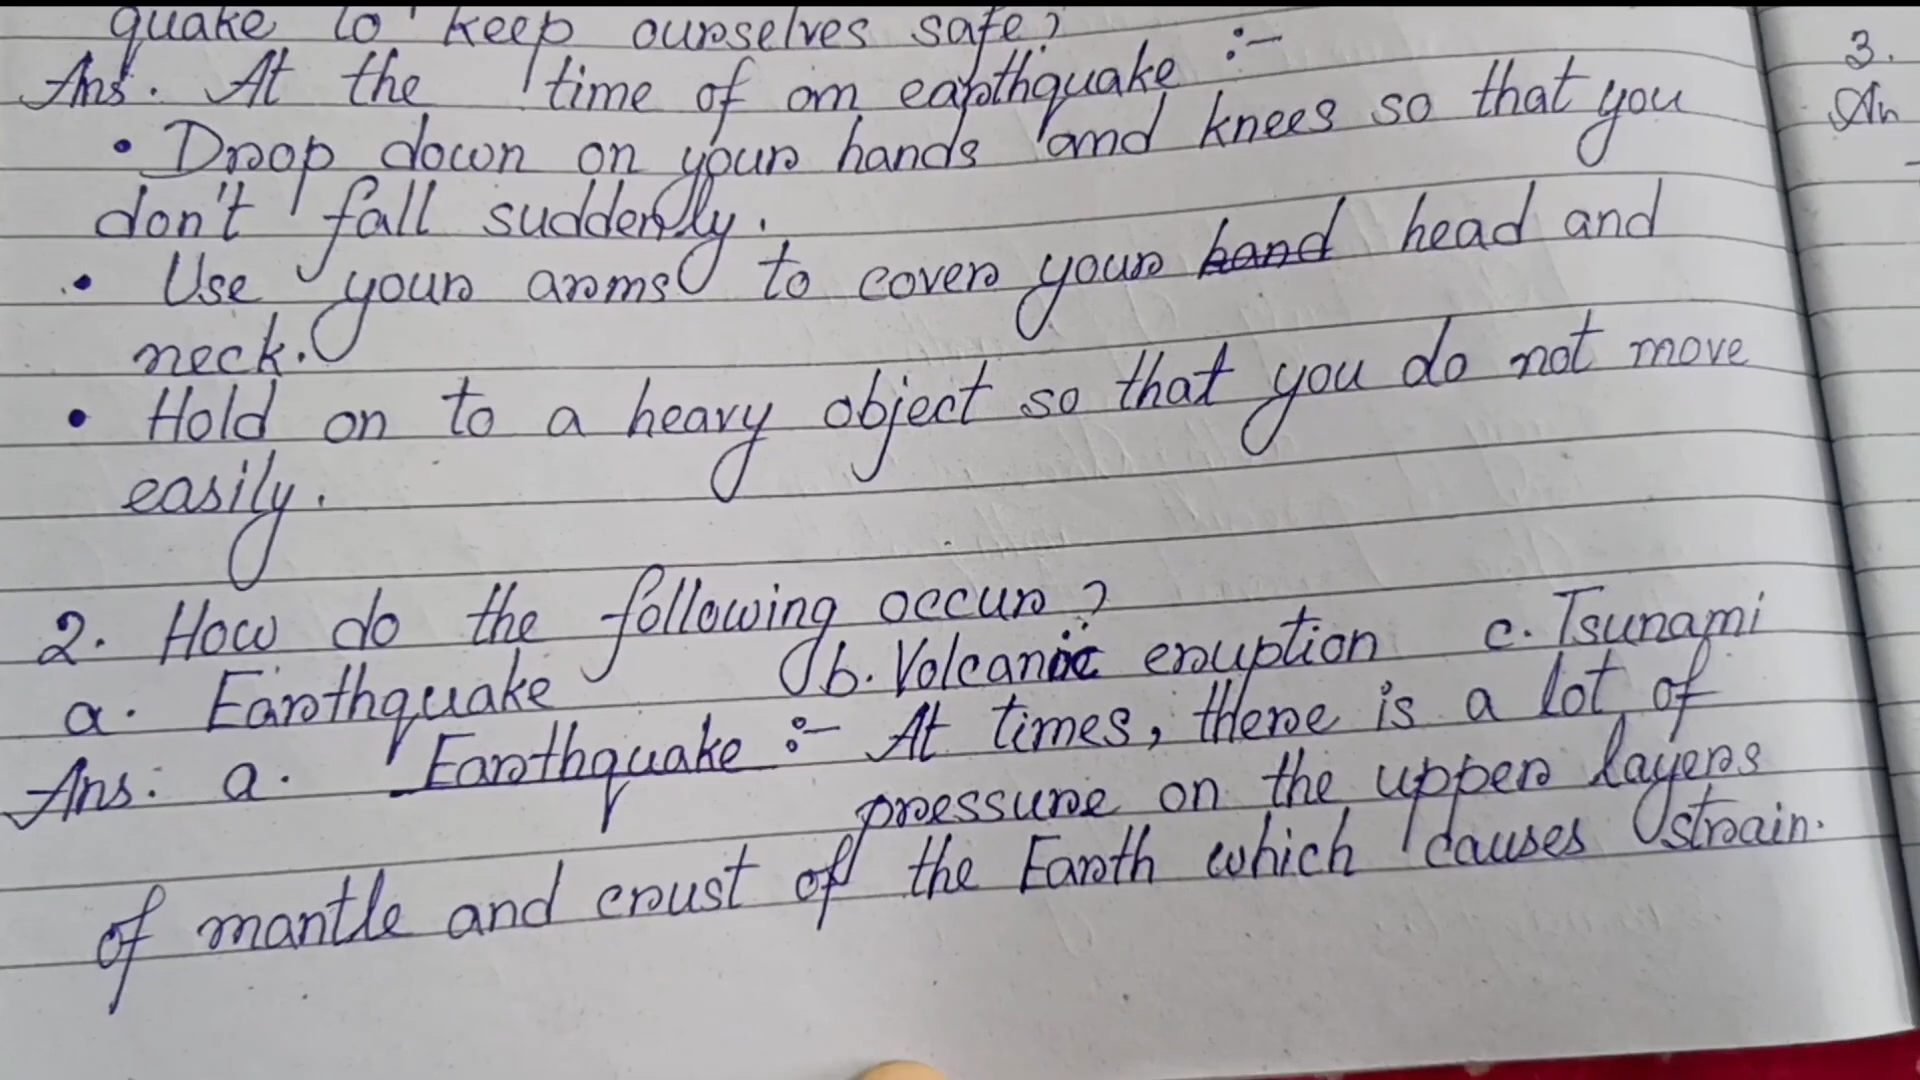 quake to keep ourselves safe?
Ans. At the time of an earthquake :-
• Drop down on your hands and knees so that you
don't fall suddenly.
• Use your arms to cover your hand head and
neck.
• Hold on to a heavy object so that you do not move
easily.
2. How do the following occur?
a. Earthquake b. Volcanic eruption c. Tsunami
Ans: a. Earthquake :- At times, there is a lot of
pressure on the upper layers
of mantle and crust of the Earth which causes strain.
3.
An